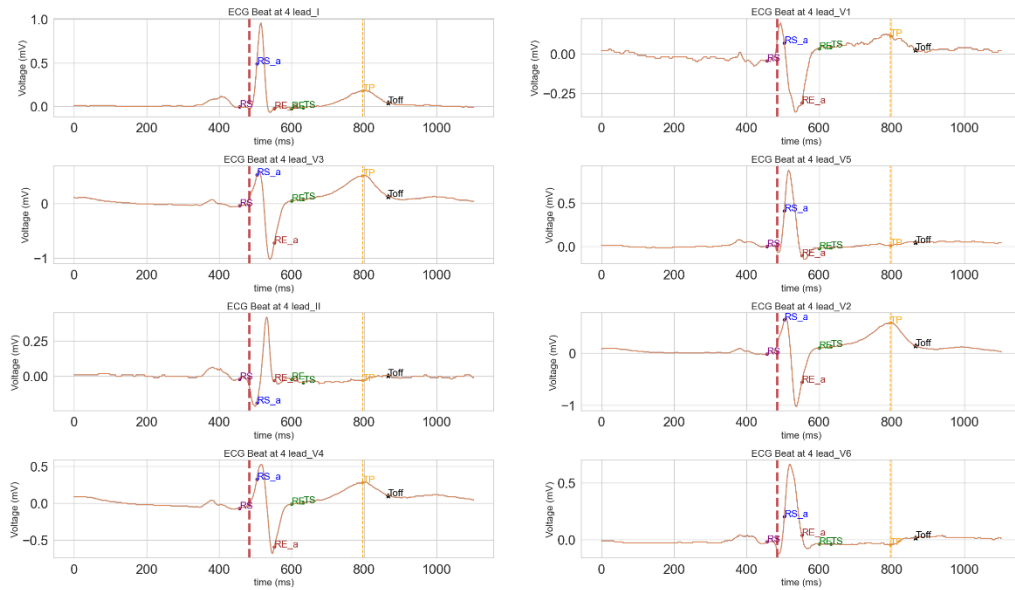 ECG Beat at 4 lead_I
Voltage (mV)
1.0
0.5
0.0
RS
RS_a
RE_a
RE
TS
TP
Toff
0 200 400 600 800 1000
time (ms)
ECG Beat at 4 lead_V1
Voltage (mV)
0.00
−0.25
RS
RS_a
RE_a
RE
TS
TP
Toff
0 200 400 600 800 1000
time (ms)
ECG Beat at 4 lead_V3
Voltage (mV)
0
−1
RS
RS_a
RE_a
RE
TS
TP
Toff
0 200 400 600 800 1000
time (ms)
ECG Beat at 4 lead_V5
Voltage (mV)
0.5
0.0
RS
RS_a
RE_a
RE
TS
TP
Toff
0 200 400 600 800 1000
time (ms)
ECG Beat at 4 lead_II
Voltage (mV)
0.25
0.00
RS
RS_a
RE_a
RE
TS
TP
Toff
0 200 400 600 800 1000
time (ms)
ECG Beat at 4 lead_V2
Voltage (mV)
0
−1
RS
RS_a
RE_a
RE
TS
TP
Toff
0 200 400 600 800 1000
time (ms)
ECG Beat at 4 lead_V4
Voltage (mV)
0.5
0.0
−0.5
RS
RS_a
RE_a
RE
TS
TP
Toff
0 200 400 600 800 1000
time (ms)
ECG Beat at 4 lead_V6
Voltage (mV)
0.5
0.0
RS
RS_a
RE_a
RE
TS
TP
Toff
0 200 400 600 800 1000
time (ms)